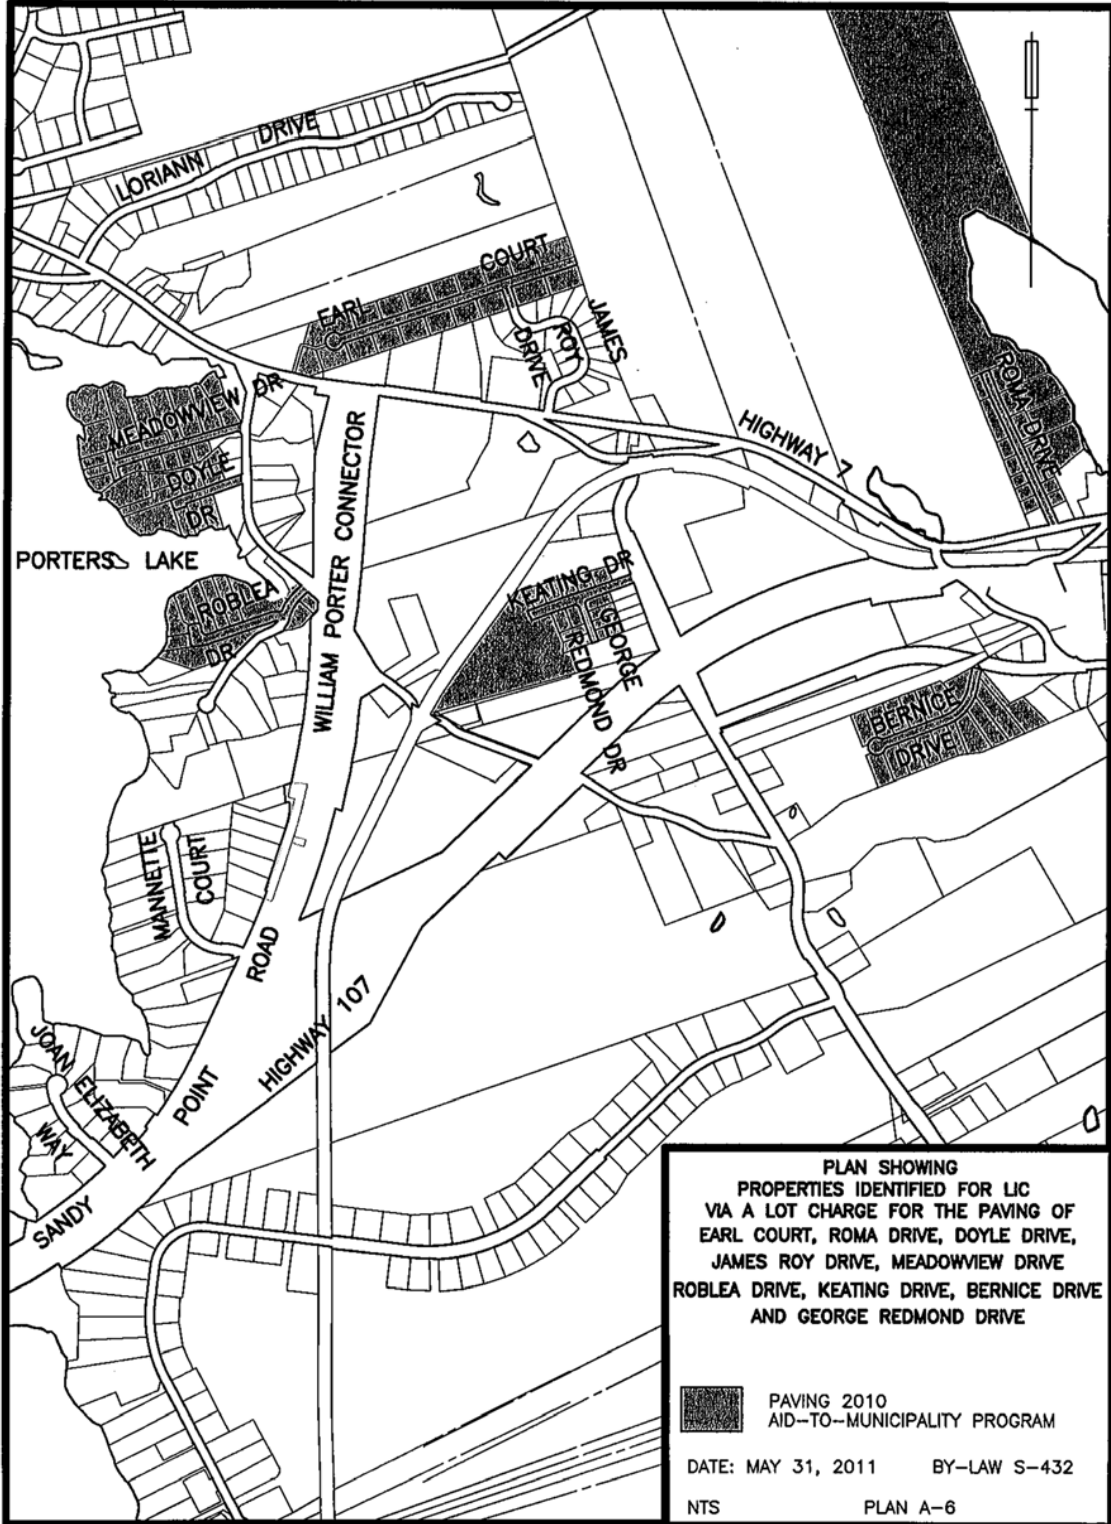 LORIANN DRIVE
EARL COURT
JAMES
ROY
DRIVE
MEADOWVIEW DR
DOYLE
DR
PORTERS LAKE
ROBLEA
DR
WILLIAM PORTER CONNECTOR
HIGHWAY 7
ROMA DRIVE
KEATING DR
GEORGE
REDMOND DR
BERNICE
DRIVE
MANNETTE
COURT
SANDY POINT ROAD
HIGHWAY 107
JOAN ELIZABETH
WAY
PLAN SHOWING
PROPERTIES IDENTIFIED FOR LIC
VIA A LOT CHARGE FOR THE PAVING OF
EARL COURT, ROMA DRIVE, DOYLE DRIVE,
JAMES ROY DRIVE, MEADOWVIEW DRIVE
ROBLEA DRIVE, KEATING DRIVE, BERNICE DRIVE
AND GEORGE REDMOND DRIVE
PAVING 2010
AID-TO-MUNICIPALITY PROGRAM
DATE: MAY 31, 2011 BY-LAW S-432
NTS PLAN A-6